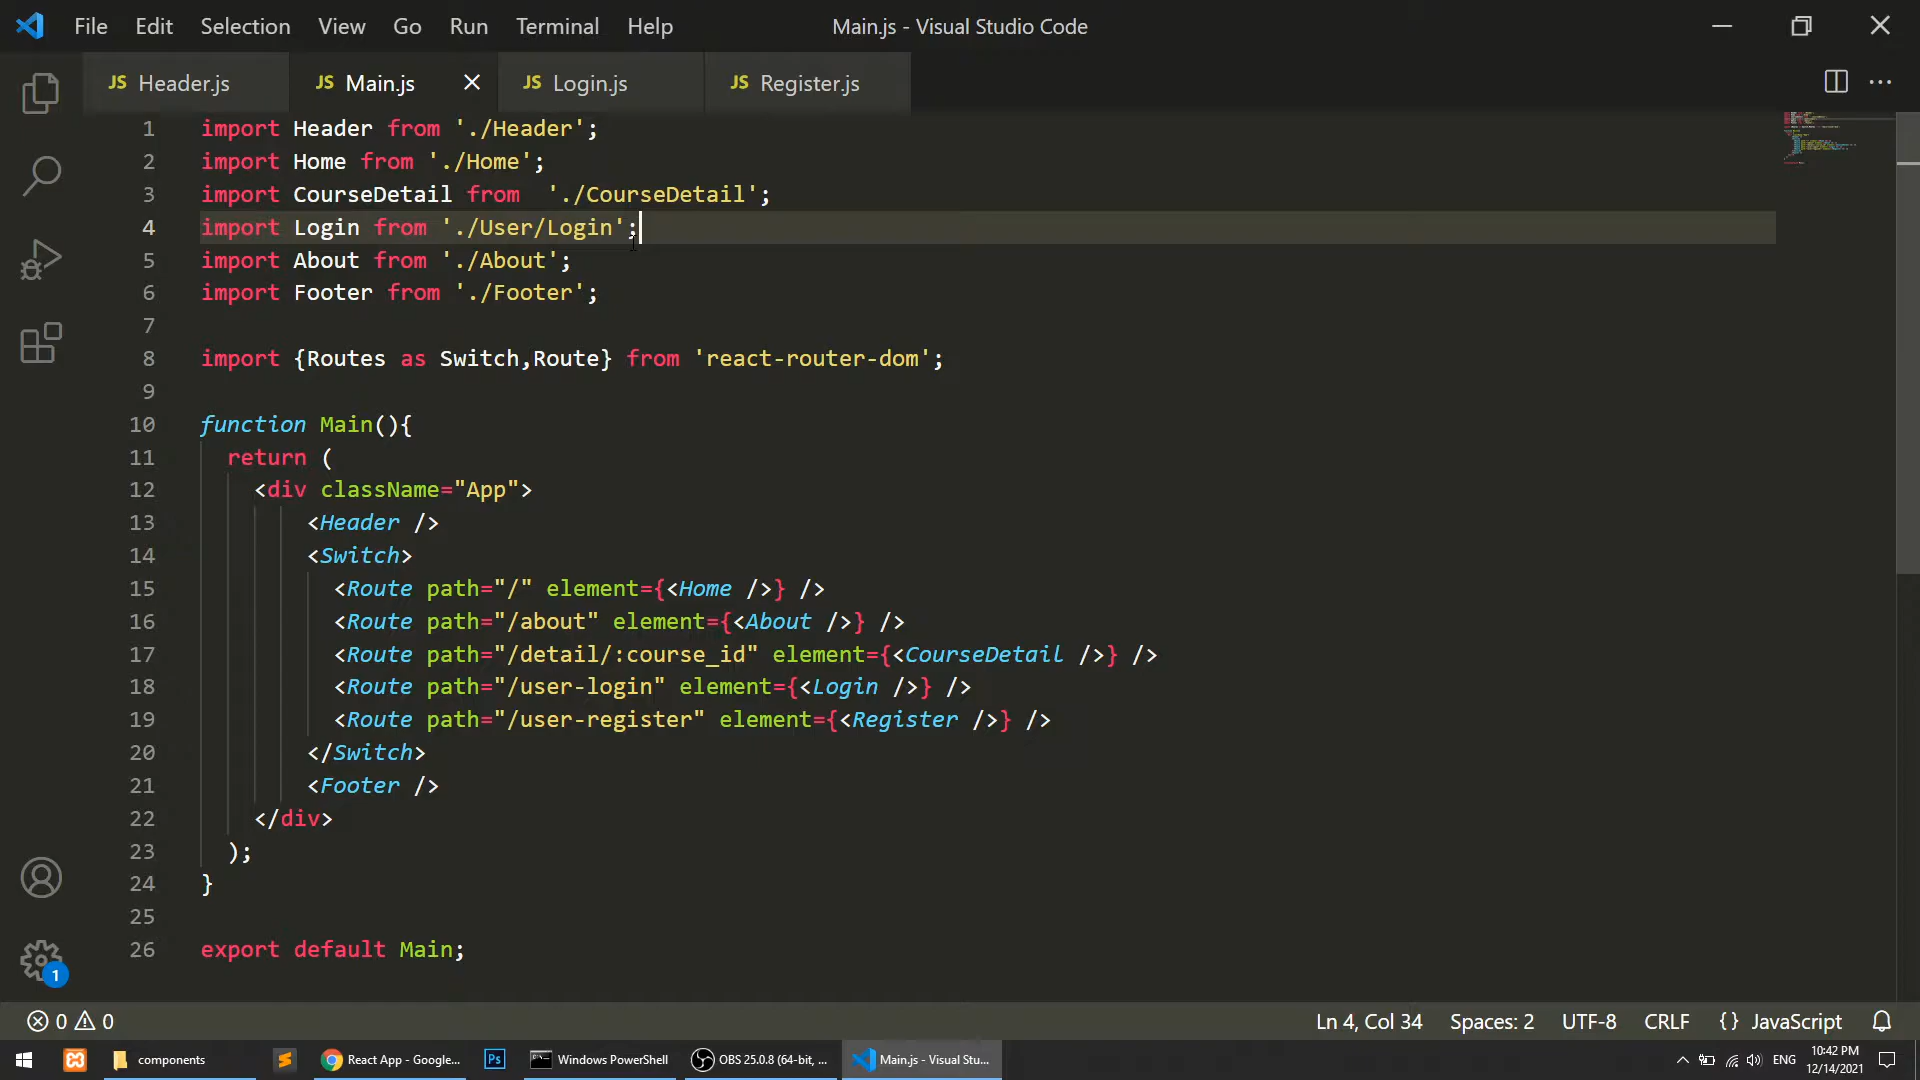 File Edit Selection View Go Run Terminal Help Main.js - Visual Studio Code
JS Header.js JS Main.js JS Login.js JS Register.js
1 import Header from './Header';
2 import Home from './Home';
3 import CourseDetail from  './CourseDetail';
4 import Login from './User/Login';
5 import About from './About';
6 import Footer from './Footer';
7
8 import {Routes as Switch,Route} from 'react-router-dom';
9
10 function Main(){
11   return (
12     <div className="App">
13         <Header />
14         <Switch>
15           <Route path="/" element={<Home />} />
16           <Route path="/about" element={<About />} />
17           <Route path="/detail/:course_id" element={<CourseDetail />} />
18           <Route path="/user-login" element={<Login />} />
19           <Route path="/user-register" element={<Register />} />
20         </Switch>
21         <Footer />
22     </div>
23   );
24 }
25
26 export default Main;
1
0 0 Ln 4, Col 34 Spaces: 2 UTF-8 CRLF {} JavaScript
components React App - Google... Ps Windows PowerShell OBS 25.0.8 (64-bit, ... Main.js - Visual Stu... ENG 10:42 PM
12/14/2021